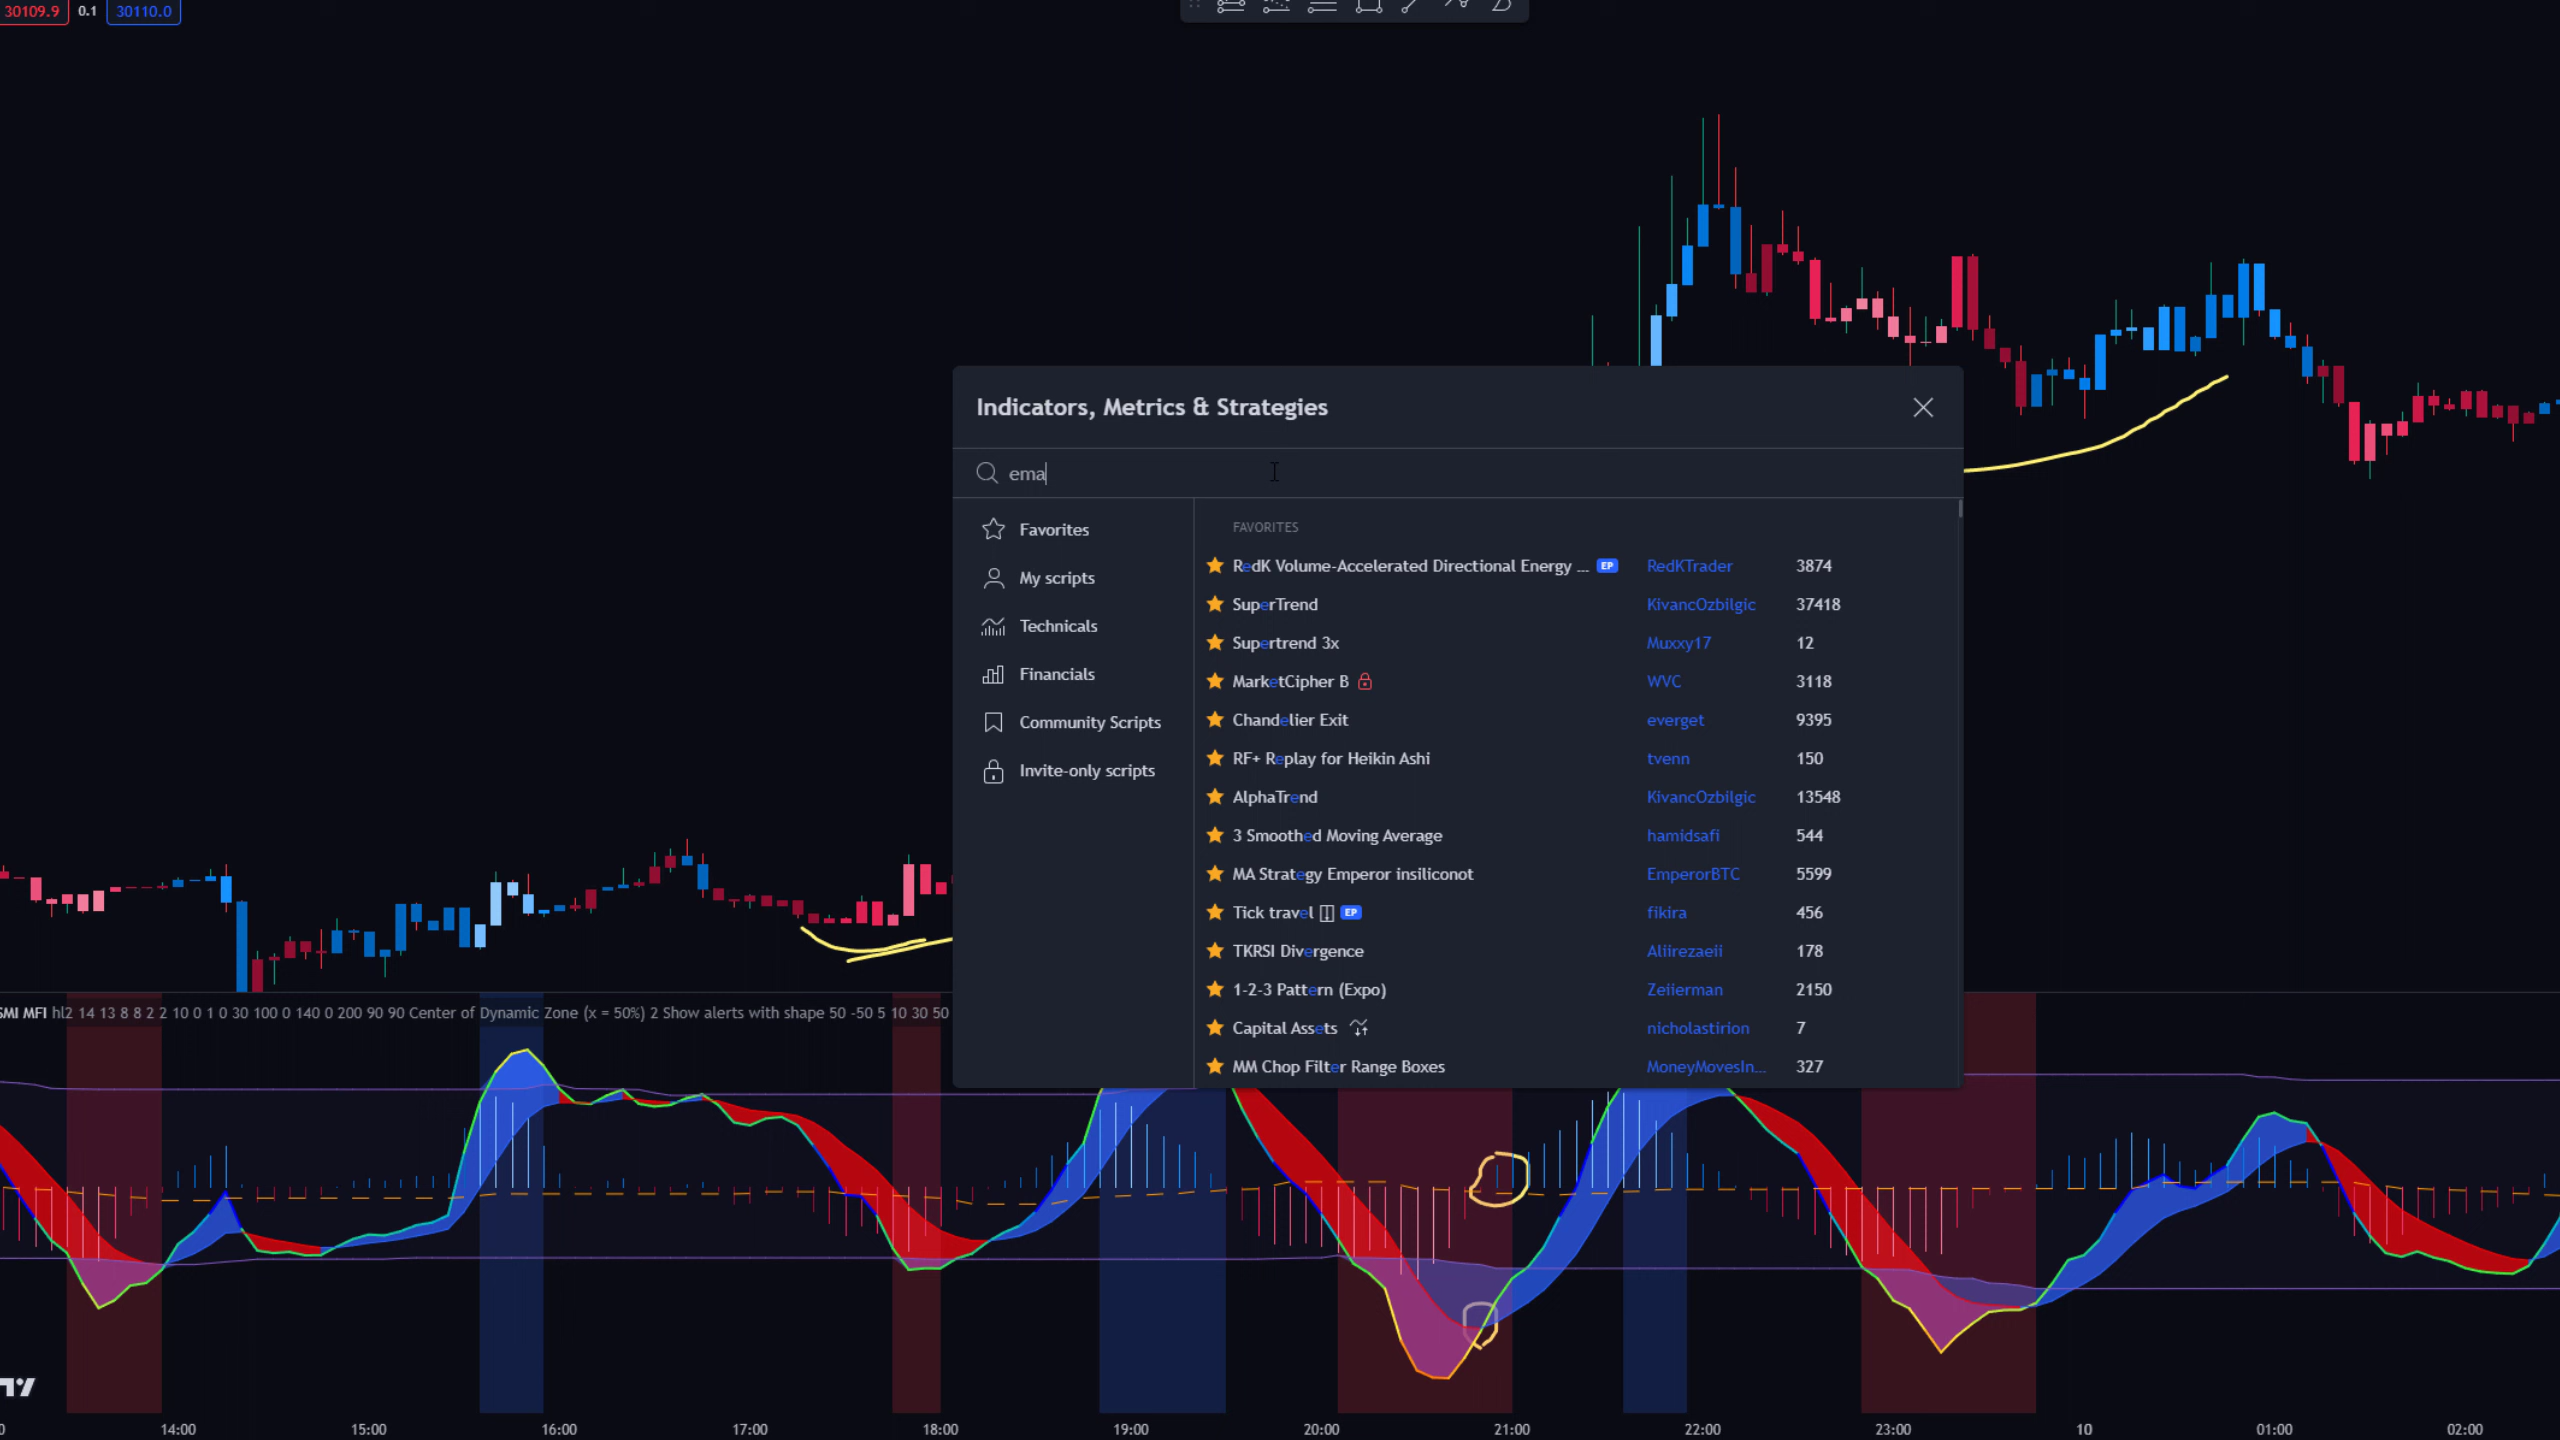 30109.9 0.1 30110.0
Indicators, Metrics & Strategies
ema
Favorites
My scripts
Technicals
Financials
Community Scripts
Invite-only scripts
FAVORITES
RedK Volume-Accelerated Directional Energy ... EP RedKTrader 3874
SuperTrend KivancOzbilgic 37418
Supertrend 3x Muxxy17 12
MarketCipher B WVC 3118
Chandelier Exit everget 9395
RF+ Replay for Heikin Ashi tvenn 150
AlphaTrend KivancOzbilgic 13548
3 Smoothed Moving Average hamidsafi 544
MA Strategy Emperor insiliconot EmperorBTC 5599
Tick travel EP fikira 456
TKRSI Divergence Aliirezaeii 178
1-2-3 Pattern (Expo) Zeiierman 2150
Capital Assets nicholastirion 7
MM Chop Filter Range Boxes MoneyMovesIn... 327
SMI MFI hl2 14 13 8 8 2 2 10 0 1 0 30 100 0 140 0 200 90 90 Center of Dynamic Zone (x = 50%) 2 Show alerts with shape 50 -50 5 10 30 50
14:00 15:00 16:00 17:00 18:00 19:00 20:00 21:00 22:00 23:00 10 01:00 02:00